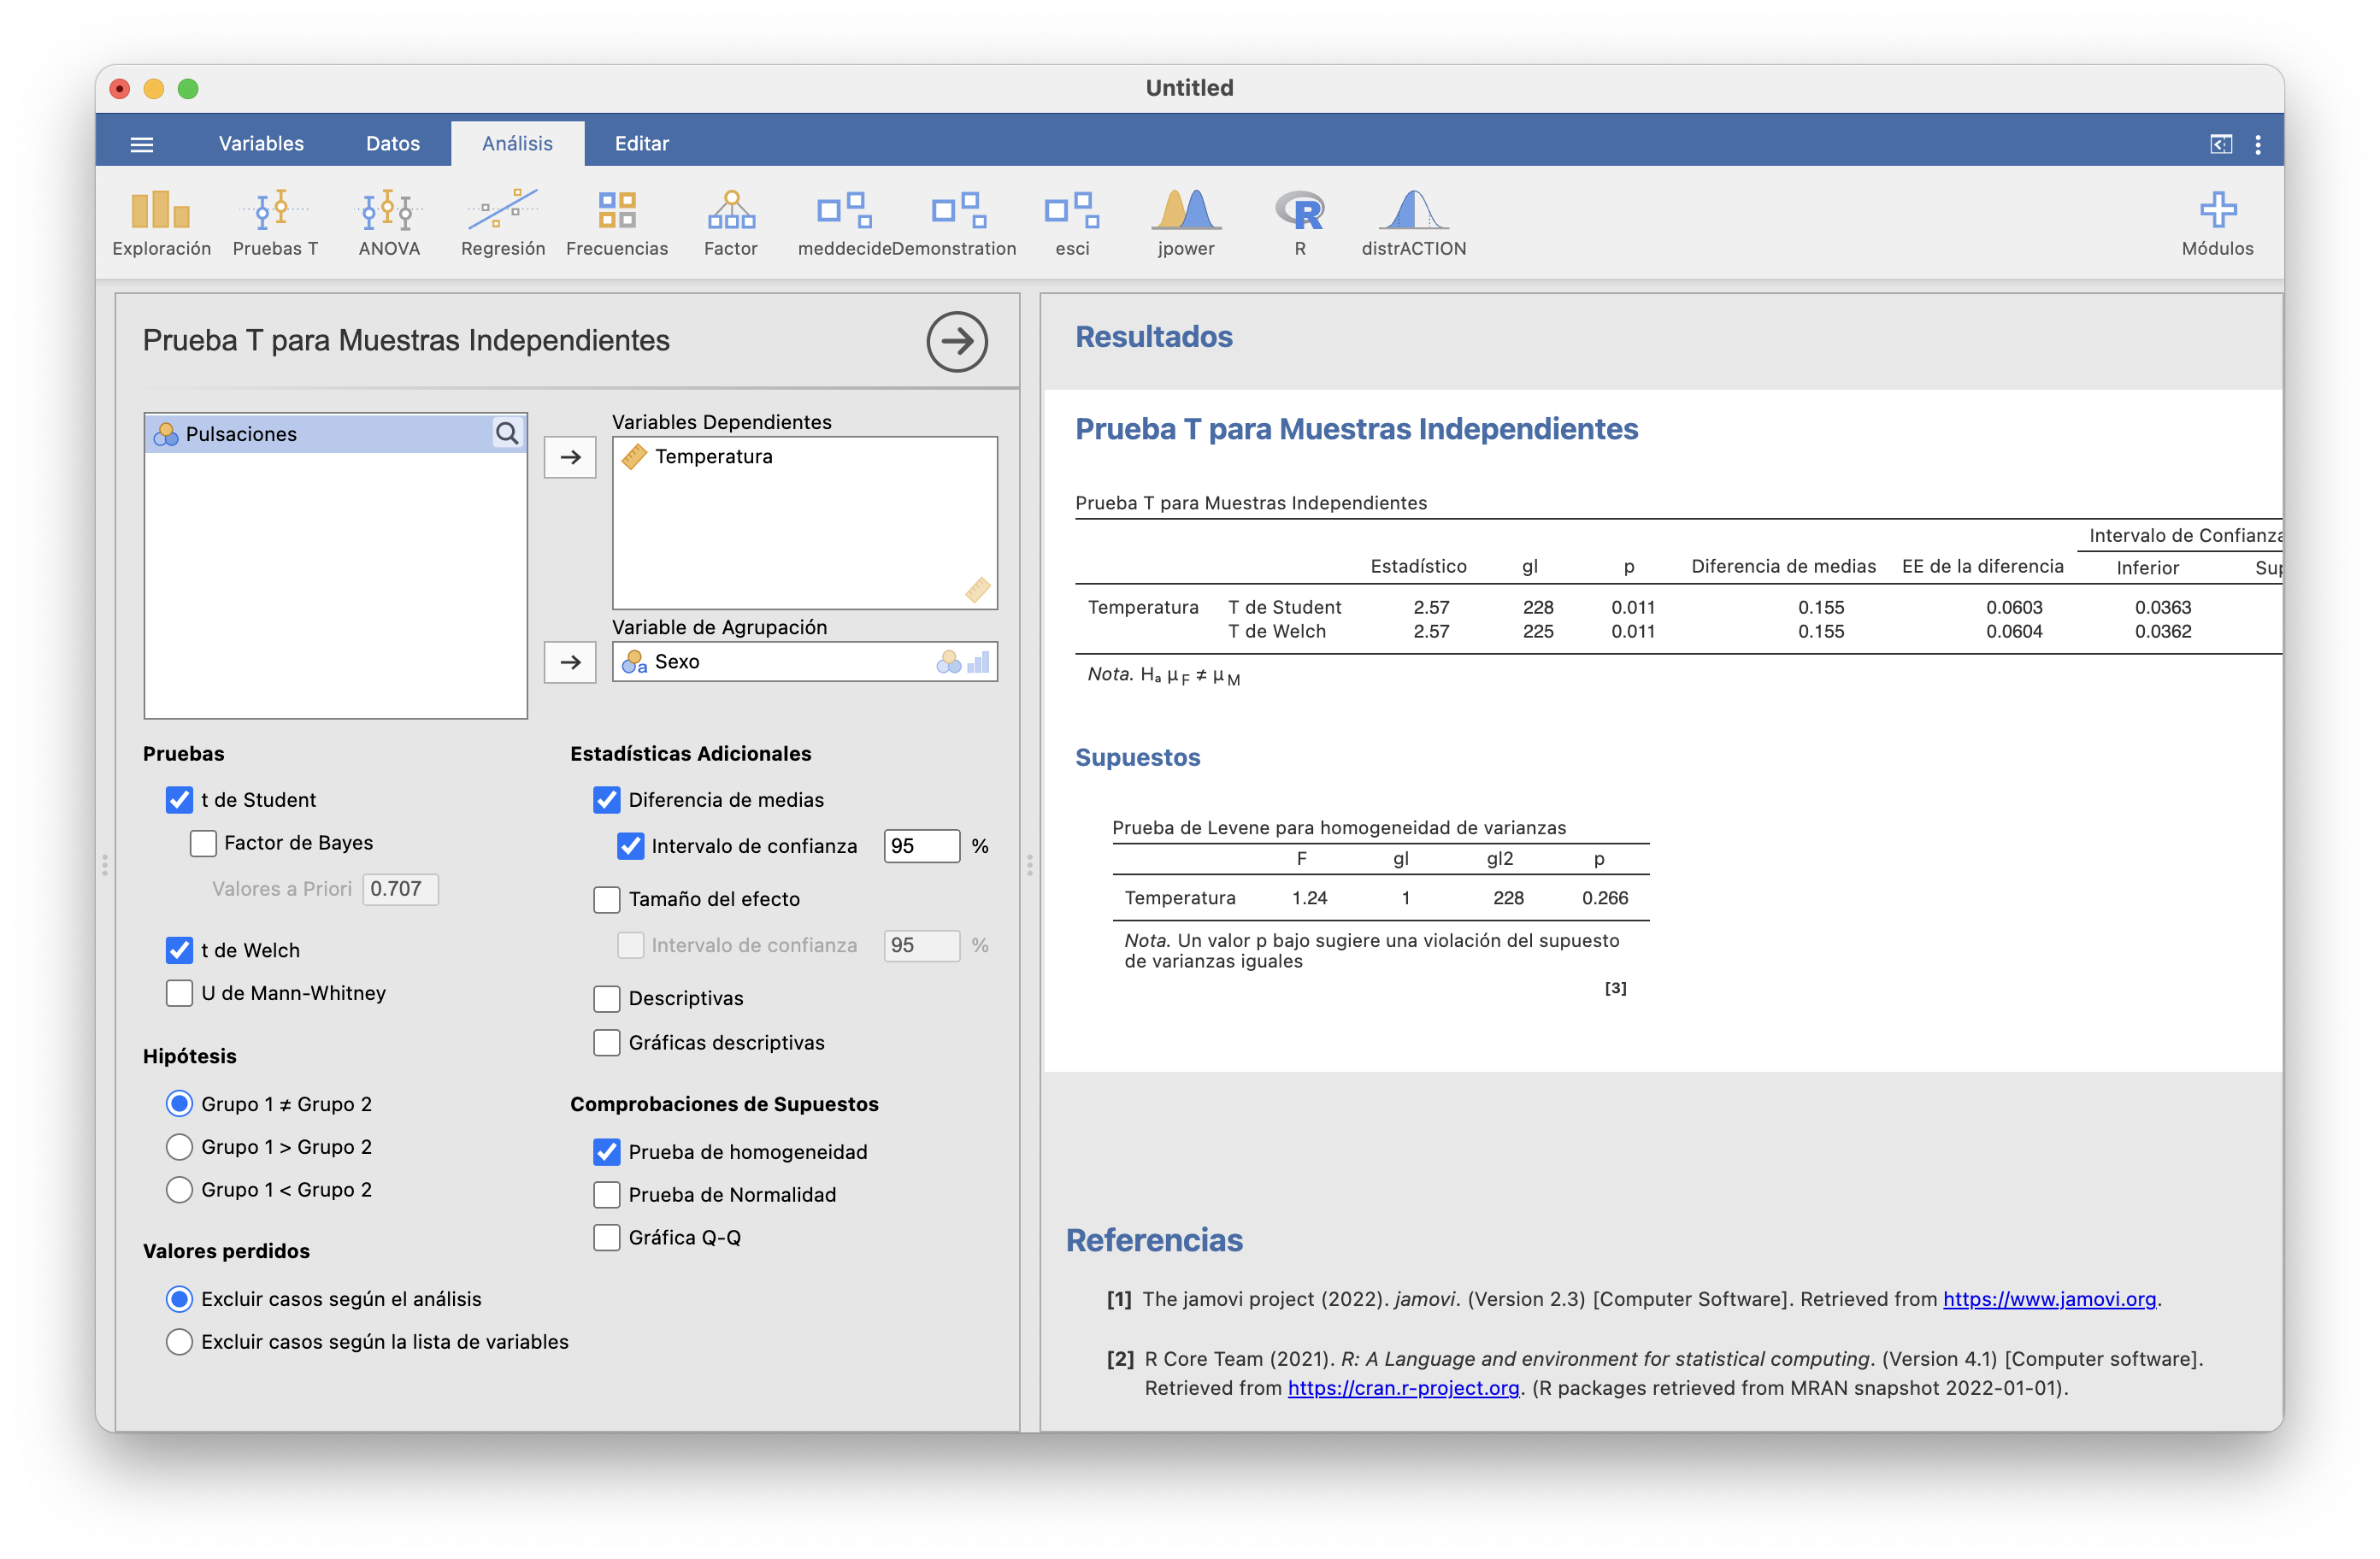 Untitled
Variables Datos Análisis Editar
Exploración Pruebas T ANOVA Regresión Frecuencias Factor meddecide Demonstration esci jpower R distrACTION Módulos
Prueba T para Muestras Independientes
Pulsaciones
Variables Dependientes
Temperatura
Variable de Agrupación
Sexo
Pruebas
t de Student
Factor de Bayes
Valores a Priori 0.707
t de Welch
U de Mann-Whitney
Hipótesis
Grupo 1 ≠ Grupo 2
Grupo 1 > Grupo 2
Grupo 1 < Grupo 2
Valores perdidos
Excluir casos según el análisis
Excluir casos según la lista de variables
Estadísticas Adicionales
Diferencia de medias
Intervalo de confianza 95 %
Tamaño del efecto
Intervalo de confianza 95 %
Descriptivas
Gráficas descriptivas
Comprobaciones de Supuestos
Prueba de homogeneidad
Prueba de Normalidad
Gráfica Q-Q
Resultados
Prueba T para Muestras Independientes
Prueba T para Muestras Independientes
Intervalo de Confianza
Estadístico gl p Diferencia de medias EE de la diferencia Inferior Sup
Temperatura T de Student 2.57 228 0.011 0.155 0.0603 0.0363
T de Welch 2.57 225 0.011 0.155 0.0604 0.0362
Nota. Hₐ μ F ≠ μ M
Supuestos
Prueba de Levene para homogeneidad de varianzas
F gl gl2 p
Temperatura 1.24 1 228 0.266
Nota. Un valor p bajo sugiere una violación del supuesto
de varianzas iguales
[3]
Referencias
[1] The jamovi project (2022). jamovi. (Version 2.3) [Computer Software]. Retrieved from https://www.jamovi.org.
[2] R Core Team (2021). R: A Language and environment for statistical computing. (Version 4.1) [Computer software].
Retrieved from https://cran.r-project.org. (R packages retrieved from MRAN snapshot 2022-01-01).